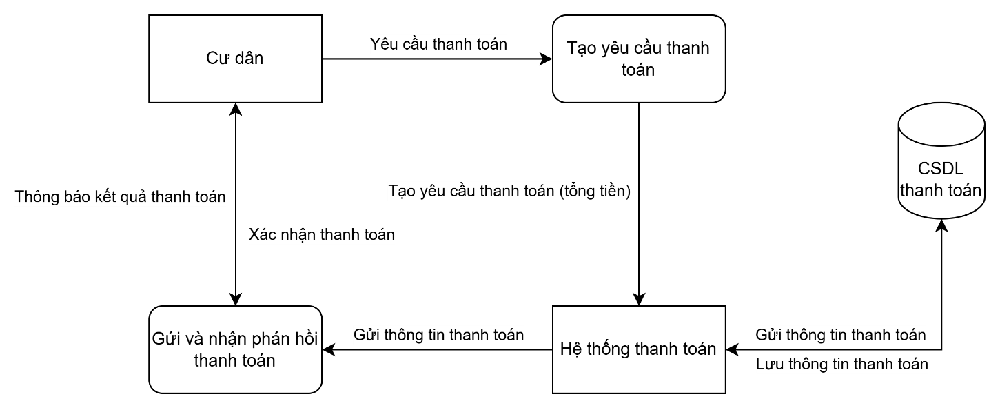 Yêu cầu thanh toán
Cư dân
Tạo yêu cầu thanh
toán
CSDL
thanh toán
Thông báo kết quả thanh toán
Tạo yêu cầu thanh toán (tổng tiền)
Xác nhận thanh toán
Gửi và nhận phản hồi
thanh toán
Gửi thông tin thanh toán
Hệ thống thanh toán
Gửi thông tin thanh toán
Lưu thông tin thanh toán